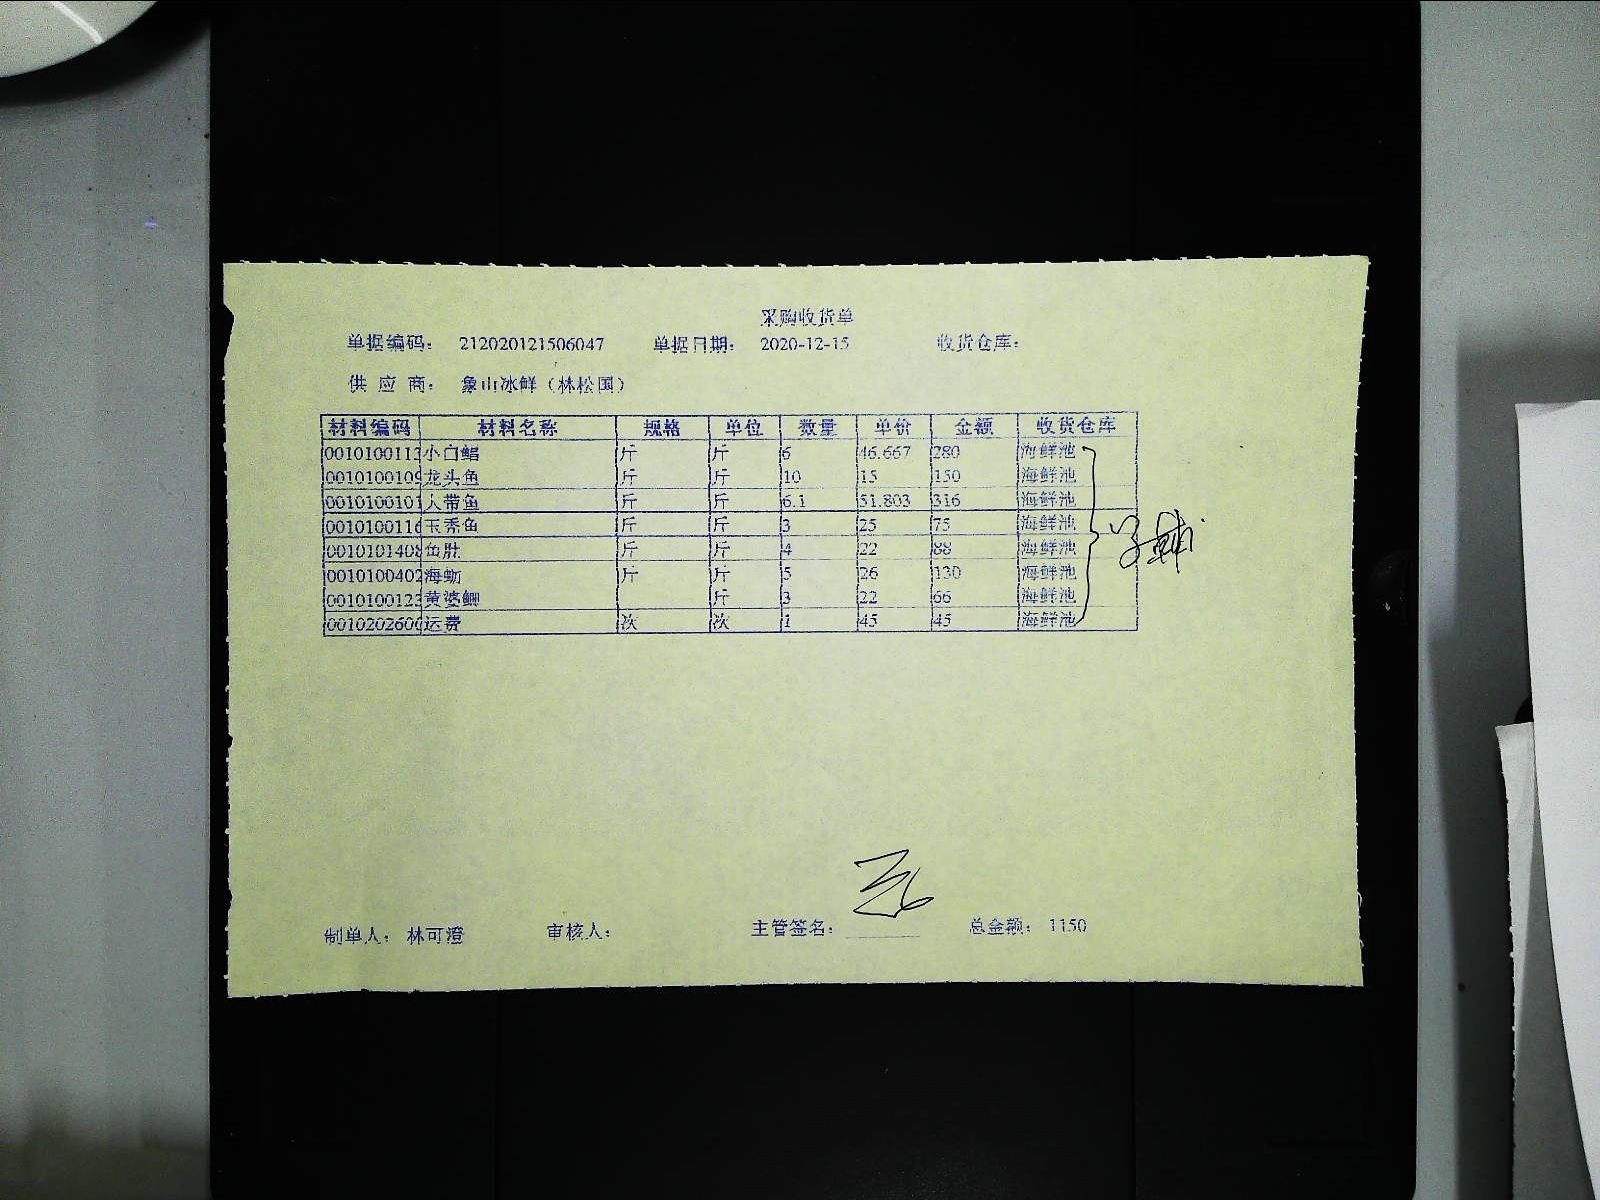 采购收货单
单据编码： 212020121506047 单据日期： 2020-12-15 收货仓库：
供 应 商： 象山冰鲜（林松国）
材料编码 材料名称 规格 单位 数量 单价 金额 收货仓库
0010100113 小白鲳 斤 斤 6 46.667 280 海鲜池
0010100109 龙头鱼 斤 斤 10 15 150 海鲜池
0010100101 人带鱼 斤 斤 6.1 51.803 316 海鲜池
0010100116 玉秃鱼 斤 斤 3 25 75 海鲜池
0010101408 鱼肚 斤 斤 4 22 88 海鲜池
0010100402 海蛎 斤 斤 5 26 130 海鲜池
0010100123 黄婆鲫 斤 3 22 66 海鲜池
001020260 运费 次 次 1 45 45 海鲜池
制单人： 林可澄 审核人： 主管签名： 总金额： 1150